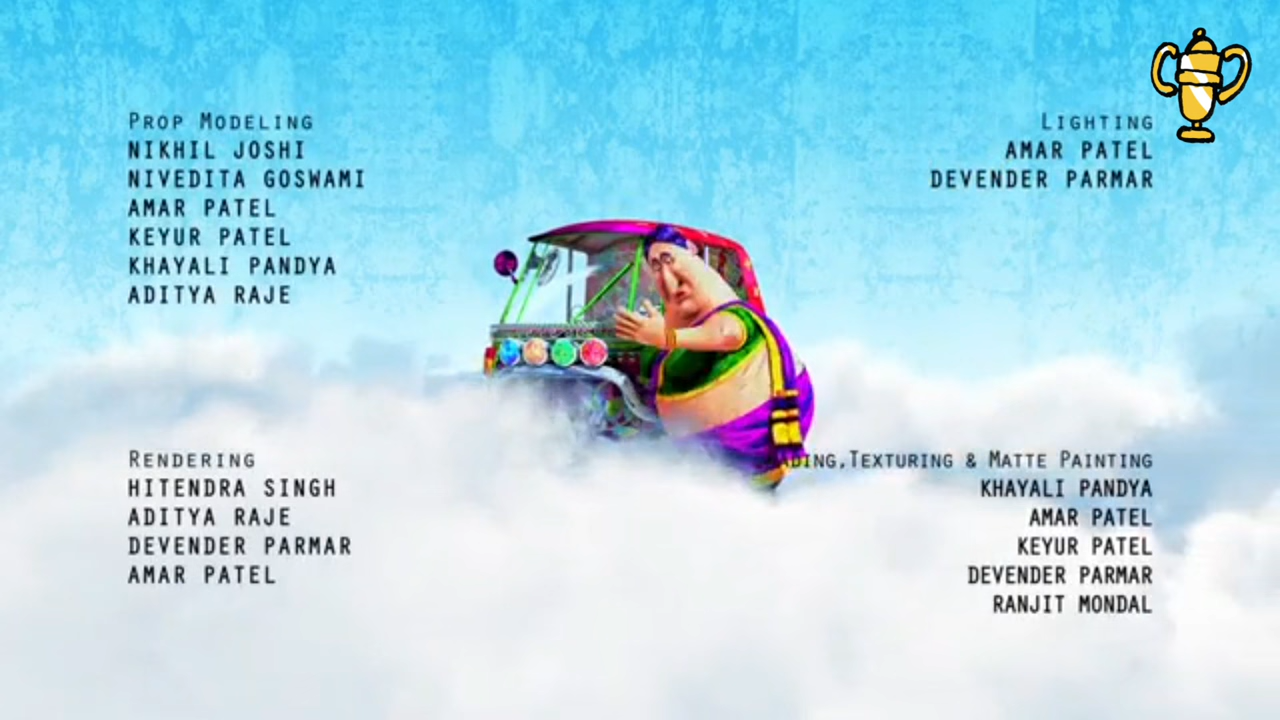 PROP MODELING
NIKHIL JOSHI
NIVEDITA GOSWAMI
AMAR PATEL
KEYUR PATEL
KHAYALI PANDYA
ADITYA RAJE
LIGHTING
AMAR PATEL
DEVENDER PARMAR
RENDERING
HITENDRA SINGH
ADITYA RAJE
DEVENDER PARMAR
AMAR PATEL
TEXTURING & MATTE PAINTING
KHAYALI PANDYA
AMAR PATEL
KEYUR PATEL
DEVENDER PARMAR
RANJIT MONDAL